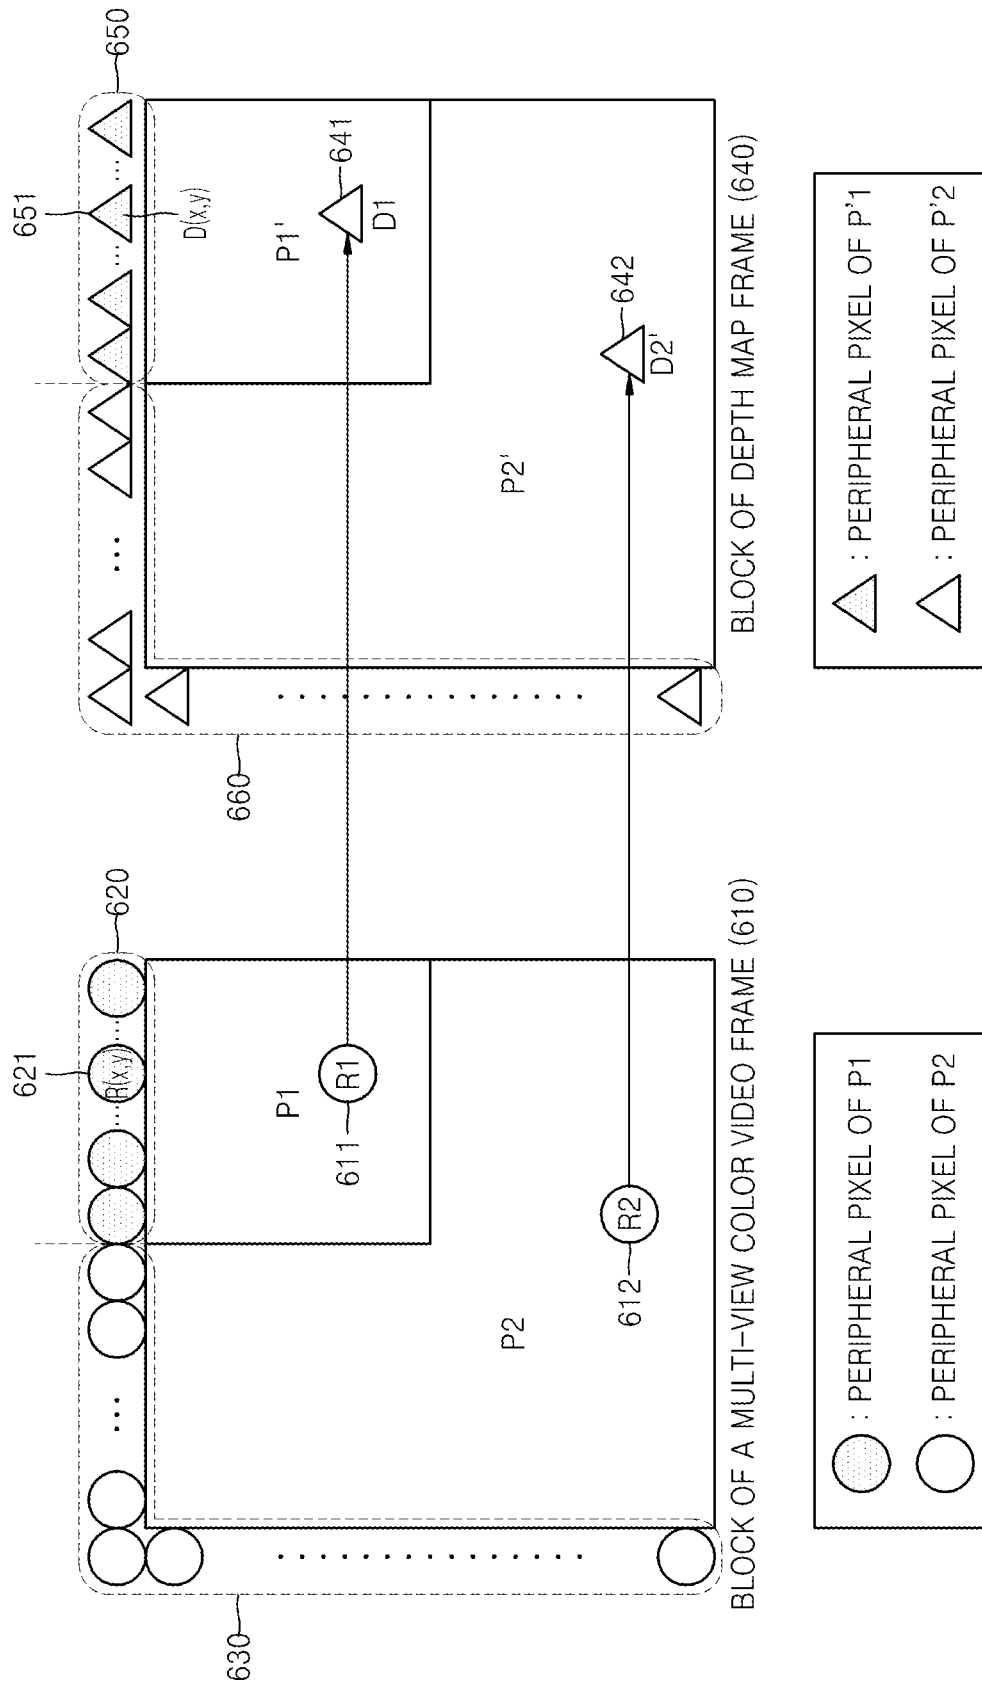 621
620
R(x,y)
630
P1
611
R1
P2
612
R2
BLOCK OF A MULTI-VIEW COLOR VIDEO FRAME (610)
: PERIPHERAL PIXEL OF P1
: PERIPHERAL PIXEL OF P2
651
650
D(x,y)
660
P1'
641
D1
P2'
642
D2'
BLOCK OF DEPTH MAP FRAME (640)
: PERIPHERAL PIXEL OF P'1
: PERIPHERAL PIXEL OF P'2